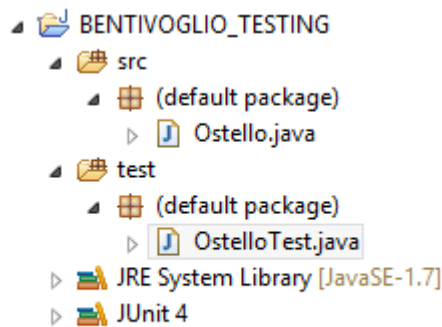 BENTIVOGLIO_TESTING
src
(default package)
Ostello.java
test
(default package)
OstelloTest.java
JRE System Library [JavaSE-1.7]
JUnit 4